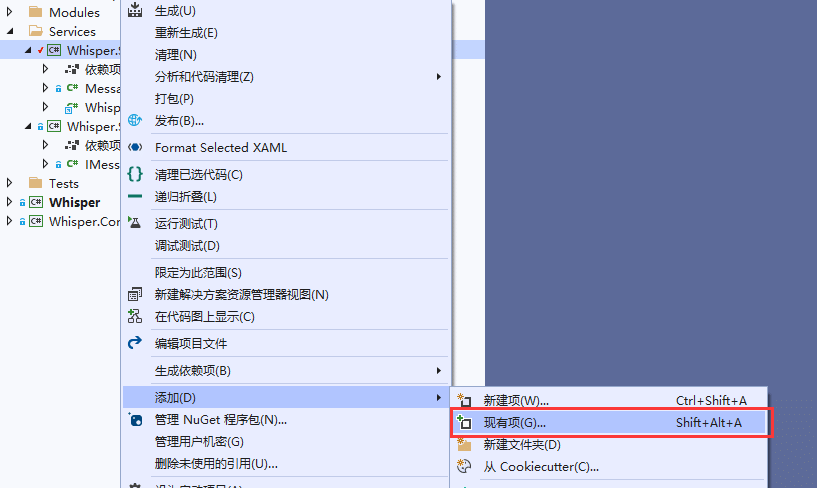 Modules
Services
Whisper.S
依赖项
Messa
Whisp
Whisper.S
依赖项
IMess
Tests
Whisper
Whisper.Cor
生成(U)
重新生成(E)
清理(N)
分析和代码清理(Z)
打包(P)
发布(B)...
Format Selected XAML
清理已选代码(C)
递归折叠(L)
运行测试(T)
调试测试(D)
限定为此范围(S)
新建解决方案资源管理器视图(N)
在代码图上显示(C)
编辑项目文件
生成依赖项(B)
添加(D)
管理 NuGet 程序包(N)...
管理用户机密(G)
删除未使用的引用(U)...
新建项(W)... Ctrl+Shift+A
现有项(G)... Shift+Alt+A
新建文件夹(D)
从 Cookiecutter(C)...